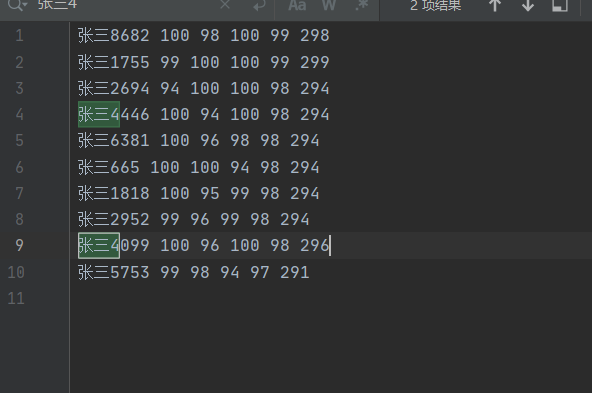 张三4 Aa W .* 2 项结果
1 张三8682 100 98 100 99 298
2 张三1755 99 100 100 99 299
3 张三2694 94 100 100 98 294
4 张三4446 100 94 100 98 294
5 张三6381 100 96 98 98 294
6 张三665 100 100 94 98 294
7 张三1818 100 95 99 98 294
8 张三2952 99 96 99 98 294
9 张三4099 100 96 100 98 296
10 张三5753 99 98 94 97 291
11